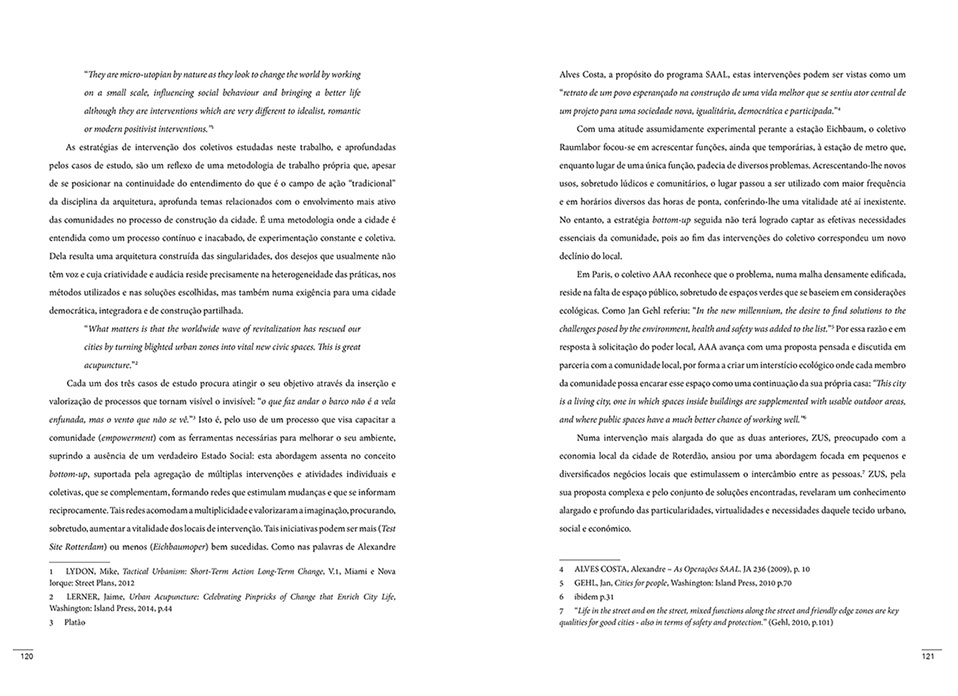 “They are micro-utopian by nature as they look to change the world by working
on a small scale, influencing social behaviour and bringing a better life
although they are interventions which are very different to idealist, romantic
or modern positivist interventions.”1
As estratégias de intervenção dos coletivos estudadas neste trabalho, e aprofundadas
pelos casos de estudo, são um reflexo de uma metodologia de trabalho própria que, apesar
de se posicionar na continuidade do entendimento do que é o campo de ação “tradicional”
da disciplina da arquitetura, aprofunda temas relacionados com o envolvimento mais ativo
das comunidades no processo de construção da cidade. É uma metodologia onde a cidade é
entendida como um processo contínuo e inacabado, de experimentação constante e coletiva.
Dela resulta uma arquitetura construída das singularidades, dos desejos que usualmente não
têm voz e cuja criatividade e audácia reside precisamente na heterogeneidade das práticas, nos
métodos utilizados e nas soluções escolhidas, mas também numa exigência para uma cidade
democrática, integradora e de construção partilhada.
“What matters is that the worldwide wave of revitalization has rescued our
cities by turning blighted urban zones into vital new civic spaces. This is great
acupuncture.”2
Cada um dos três casos de estudo procura atingir o seu objetivo através da inserção e
valorização de processos que tornam visível o invisível: “o que faz andar o barco não é a vela
enfunada, mas o vento que não se vê.”3 Isto é, pelo uso de um processo que visa capacitar a
comunidade (empowerment) com as ferramentas necessárias para melhorar o seu ambiente,
suprindo a ausência de um verdadeiro Estado Social: esta abordagem assenta no conceito
bottom-up, suportada pela agregação de múltiplas intervenções e atividades individuais e
coletivas, que se complementam, formando redes que estimulam mudanças e que se informam
reciprocamente. Tais redes acomodam a multiplicidade e valorizaram a imaginação, procurando,
sobretudo, aumentar a vitalidade dos locais de intervenção. Tais iniciativas podem ser mais (Test
Site Rotterdam) ou menos (Eichbaumoper) bem sucedidas. Como nas palavras de Alexandre
1 LYDON, Mike, Tactical Urbanism: Short-Term Action Long-Term Change, V.1, Miami e Nova
Iorque: Street Plans, 2012
2 LERNER, Jaime, Urban Acupuncture: Celebrating Pinpricks of Change that Enrich City Life,
Washington: Island Press, 2014, p.44
3 Platão
120
Alves Costa, a propósito do programa SAAL, estas intervenções podem ser vistas como um
“retrato de um povo esperançado na construção de uma vida melhor que se sentiu ator central de
um projeto para uma sociedade nova, igualitária, democrática e participada.”4
Com uma atitude assumidamente experimental perante a estação Eichbaum, o coletivo
Raumlabor focou-se em acrescentar funções, ainda que temporárias, à estação de metro que,
enquanto lugar de uma única função, padecia de diversos problemas. Acrescentando-lhe novos
usos, sobretudo lúdicos e comunitários, o lugar passou a ser utilizado com maior frequência
e em horários diversos das horas de ponta, conferindo-lhe uma vitalidade até aí inexistente.
No entanto, a estratégia bottom-up seguida não terá logrado captar as efetivas necessidades
essenciais da comunidade, pois ao fim das intervenções do coletivo correspondeu um novo
declínio do local.
Em Paris, o coletivo AAA reconhece que o problema, numa malha densamente edificada,
reside na falta de espaço público, sobretudo de espaços verdes que se baseiem em considerações
ecológicas. Como Jan Gehl referiu: “In the new millennium, the desire to find solutions to the
challenges posed by the environment, health and safety was added to the list.”5 Por essa razão e em
resposta à solicitação do poder local, AAA avança com uma proposta pensada e discutida em
parceria com a comunidade local, por forma a criar um interstício ecológico onde cada membro
da comunidade possa encarar esse espaço como uma continuação da sua própria casa: “This city
is a living city, one in which spaces inside buildings are supplemented with usable outdoor areas,
and where public spaces have a much better chance of working well.”6
Numa intervenção mais alargada do que as duas anteriores, ZUS, preocupado com a
economia local da cidade de Roterdão, ansiou por uma abordagem focada em pequenos e
diversificados negócios locais que estimulassem o intercâmbio entre as pessoas.7 ZUS, pela
sua proposta complexa e pelo conjunto de soluções encontradas, revelaram um conhecimento
alargado e profundo das particularidades, virtualidades e necessidades daquele tecido urbano,
social e económico.
4 ALVES COSTA, Alexandre – As Operações SAAL. JA 236 (2009), p. 10
5 GEHL, Jan, Cities for people, Washington: Island Press, 2010 p.70
6 ibidem p.31
7 “Life in the street and on the street, mixed functions along the street and friendly edge zones are key
qualities for good cities - also in terms of safety and protection.” (Gehl, 2010, p.101)
121